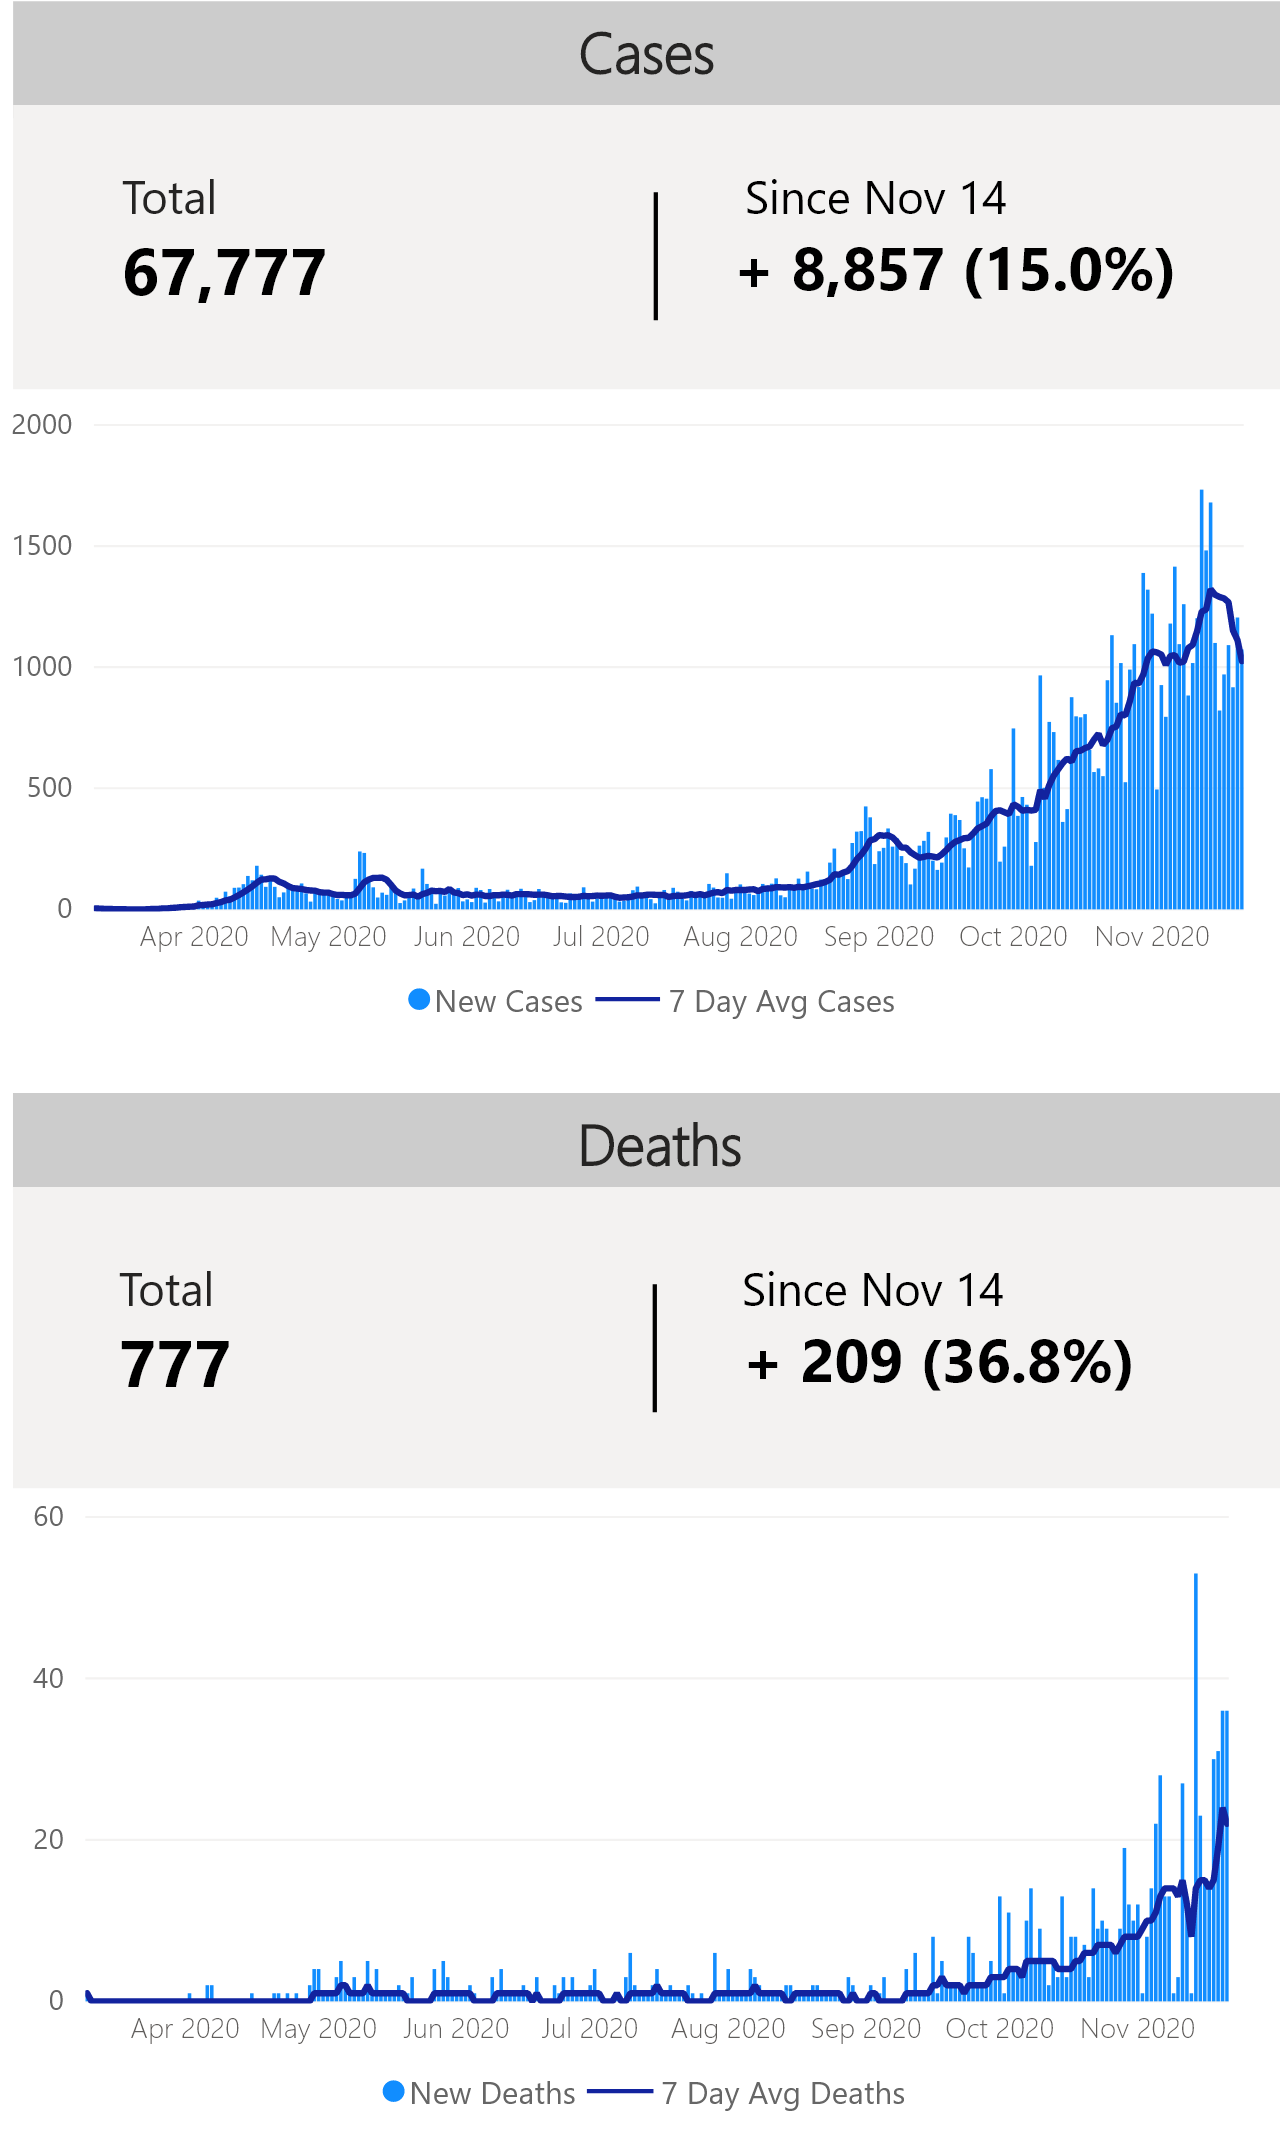 Cases
Total
Since Nov 14
67,777
+ 8,857 (15.0%)
2000
1500
1000
500
0
Apr 2020 May 2020 Jun 2020 Jul 2020 Aug 2020 Sep 2020 Oct 2020 Nov 2020
New Cases 7 Day Avg Cases
Deaths
Total
Since Nov 14
777
+ 209 (36.8%)
60
40
20
0
Apr 2020 May 2020 Jun 2020 Jul 2020 Aug 2020 Sep 2020 Oct 2020 Nov 2020
New Deaths 7 Day Avg Deaths